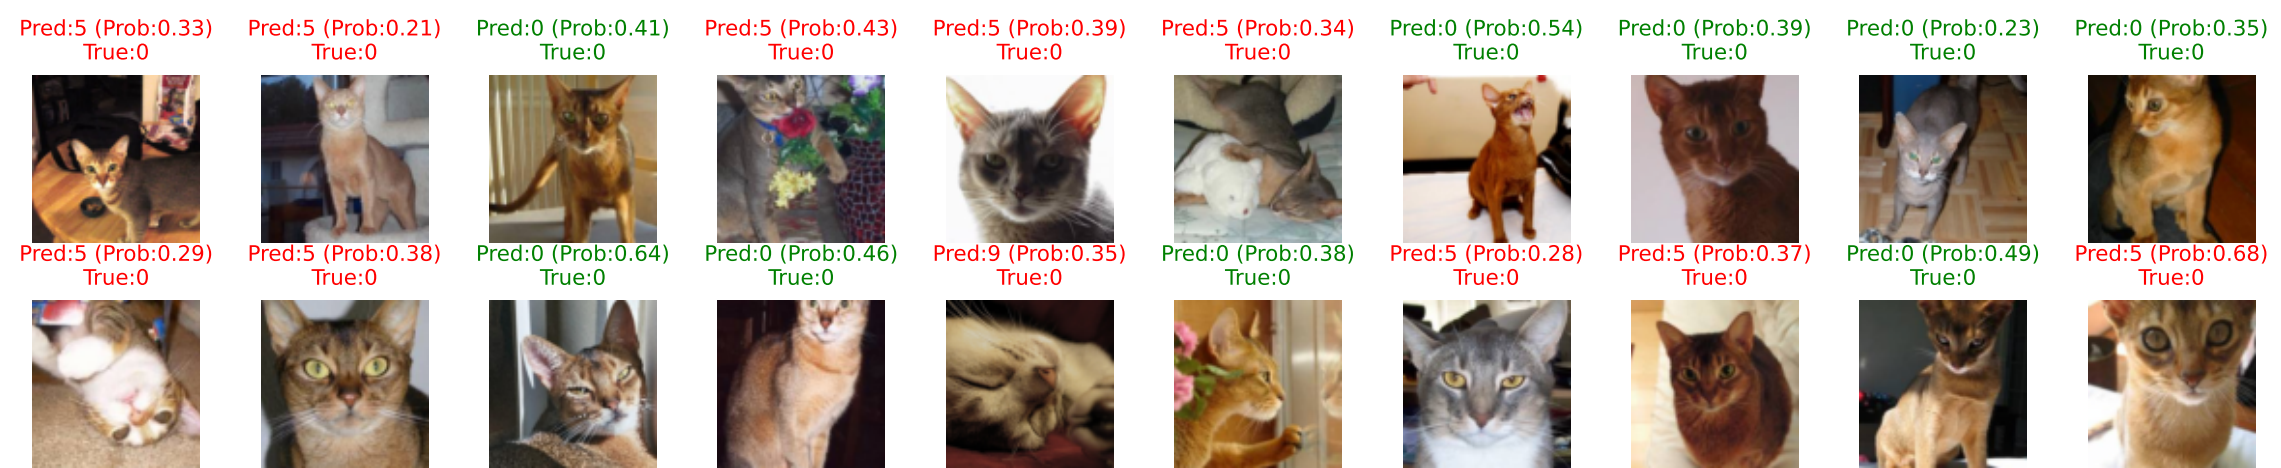 Pred:5 (Prob:0.33)
True:0
Pred:5 (Prob:0.21)
True:0
Pred:0 (Prob:0.41)
True:0
Pred:5 (Prob:0.43)
True:0
Pred:5 (Prob:0.39)
True:0
Pred:5 (Prob:0.34)
True:0
Pred:0 (Prob:0.54)
True:0
Pred:0 (Prob:0.39)
True:0
Pred:0 (Prob:0.23)
True:0
Pred:0 (Prob:0.35)
True:0
Pred:5 (Prob:0.29)
True:0
Pred:5 (Prob:0.38)
True:0
Pred:0 (Prob:0.64)
True:0
Pred:0 (Prob:0.46)
True:0
Pred:9 (Prob:0.35)
True:0
Pred:0 (Prob:0.38)
True:0
Pred:5 (Prob:0.28)
True:0
Pred:5 (Prob:0.37)
True:0
Pred:0 (Prob:0.49)
True:0
Pred:5 (Prob:0.68)
True:0